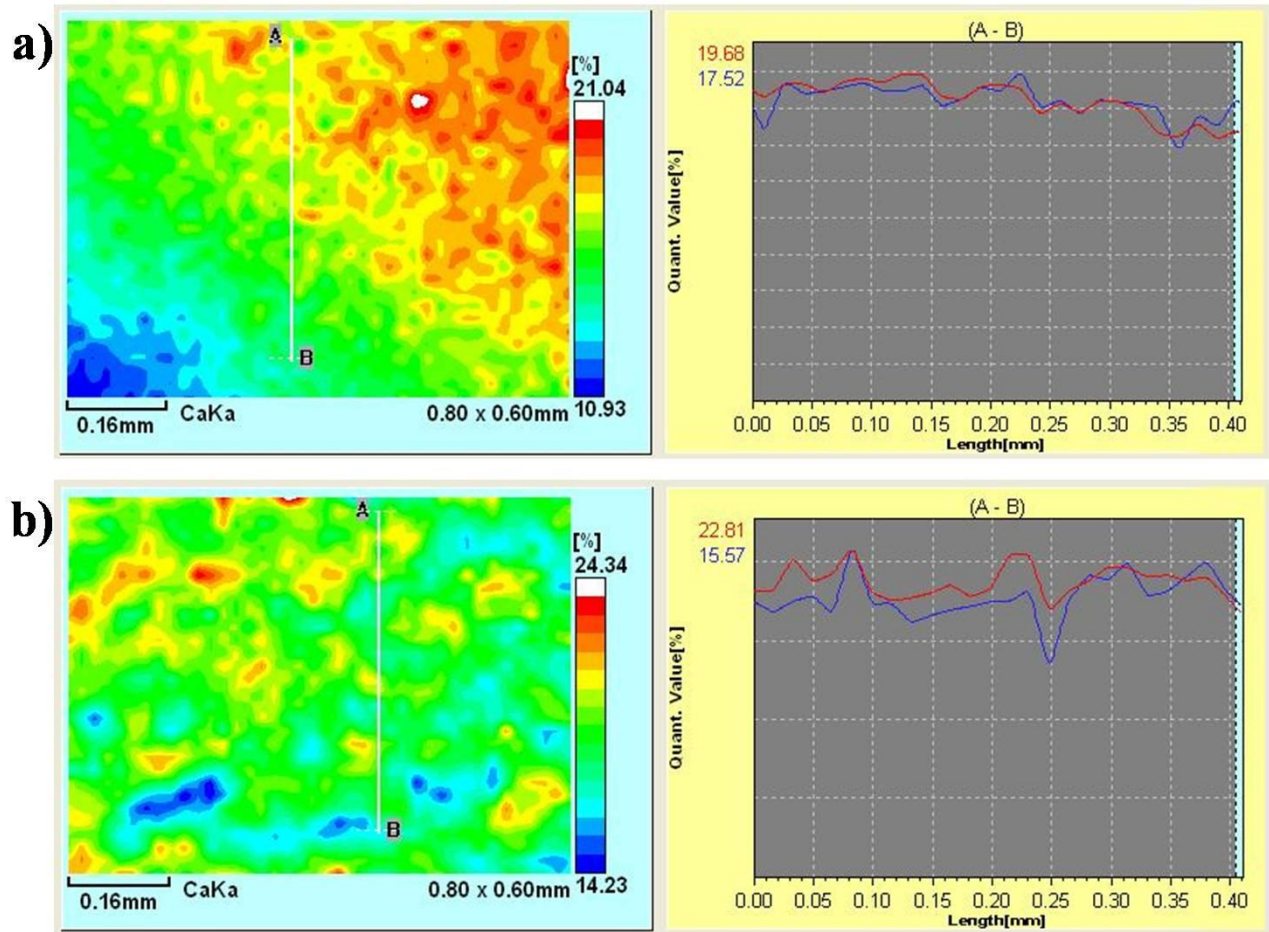 a)
A
B
[%]
21.04
10.93
0.16mm
CaKa
0.80 x 0.60mm
(A - B)
19.68
17.52
Quant. Value[%]
0.00 0.05 0.10 0.15 0.20 0.25 0.30 0.35 0.40
Length[mm]
b)
A
B
[%]
24.34
14.23
0.16mm
CaKa
0.80 x 0.60mm
(A - B)
22.81
15.57
Quant. Value[%]
0.00 0.05 0.10 0.15 0.20 0.25 0.30 0.35 0.40
Length[mm]